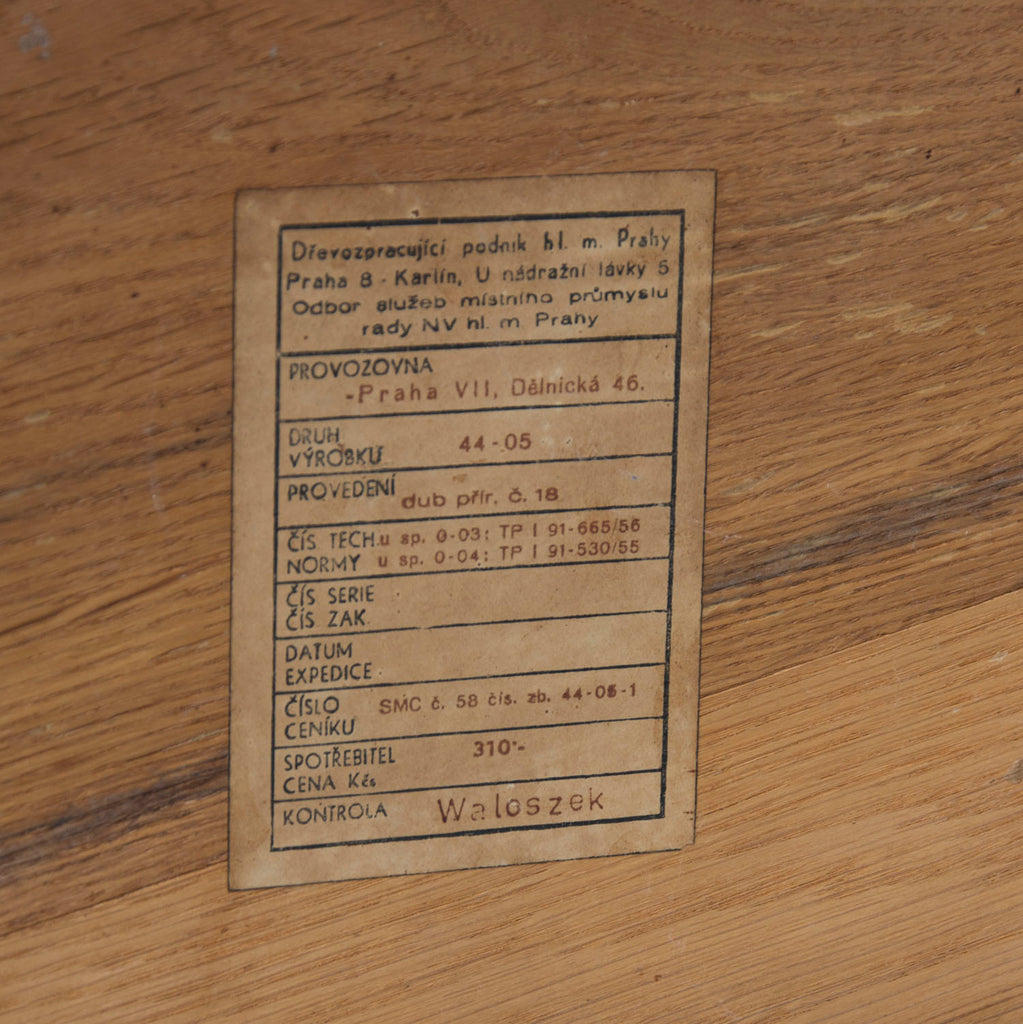 Dřevozpracující podnik hl. m. Prahy
Praha 8 - Karlín, U nádražní lávky 5
Odbor služeb místního průmyslu
rady NV hl. m Prahy
PROVOZOVNA
-Praha VII, Dělnická 46.
DRUH
VÝROBKU 44-05
PROVEDENÍ dub přír. č. 18
ČÍS TECH. u sp. 0-03: TP I 91-665/56
NORMY u sp. 0-04: TP I 91-530/55
ČÍS SERIE
ČÍS ZAK.
DATUM
EXPEDICE
ČÍSLO SMC č. 58 čís. zb. 44-05-1
CENÍKU
SPOTŘEBITEL 310·-
CENA Kčs
KONTROLA Waloszek